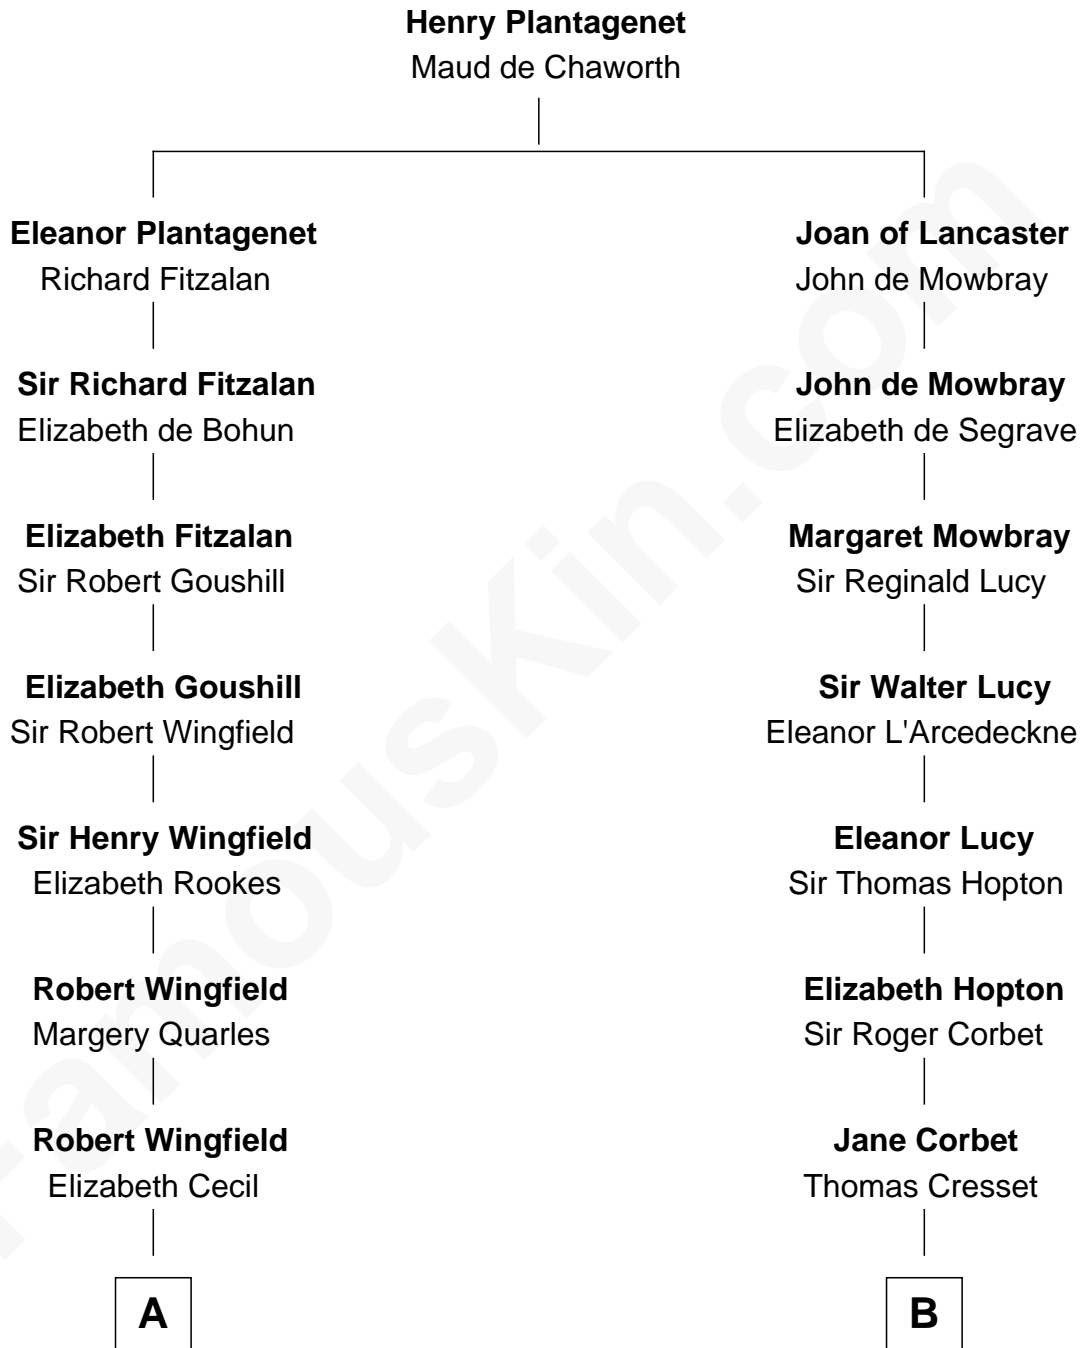 Henry Plantagenet
Maud de Chaworth
Eleanor Plantagenet
Richard Fitzalan
Sir Richard Fitzalan
Elizabeth de Bohun
Elizabeth Fitzalan
Sir Robert Goushill
Elizabeth Goushill
Sir Robert Wingfield
Sir Henry Wingfield
Elizabeth Rookes
Robert Wingfield
Margery Quarles
Robert Wingfield
Elizabeth Cecil
A
Joan of Lancaster
John de Mowbray
John de Mowbray
Elizabeth de Segrave
Margaret Mowbray
Sir Reginald Lucy
Sir Walter Lucy
Eleanor L'Arcedeckne
Eleanor Lucy
Sir Thomas Hopton
Elizabeth Hopton
Sir Roger Corbet
Jane Corbet
Thomas Cresset
B
FamousKin.com